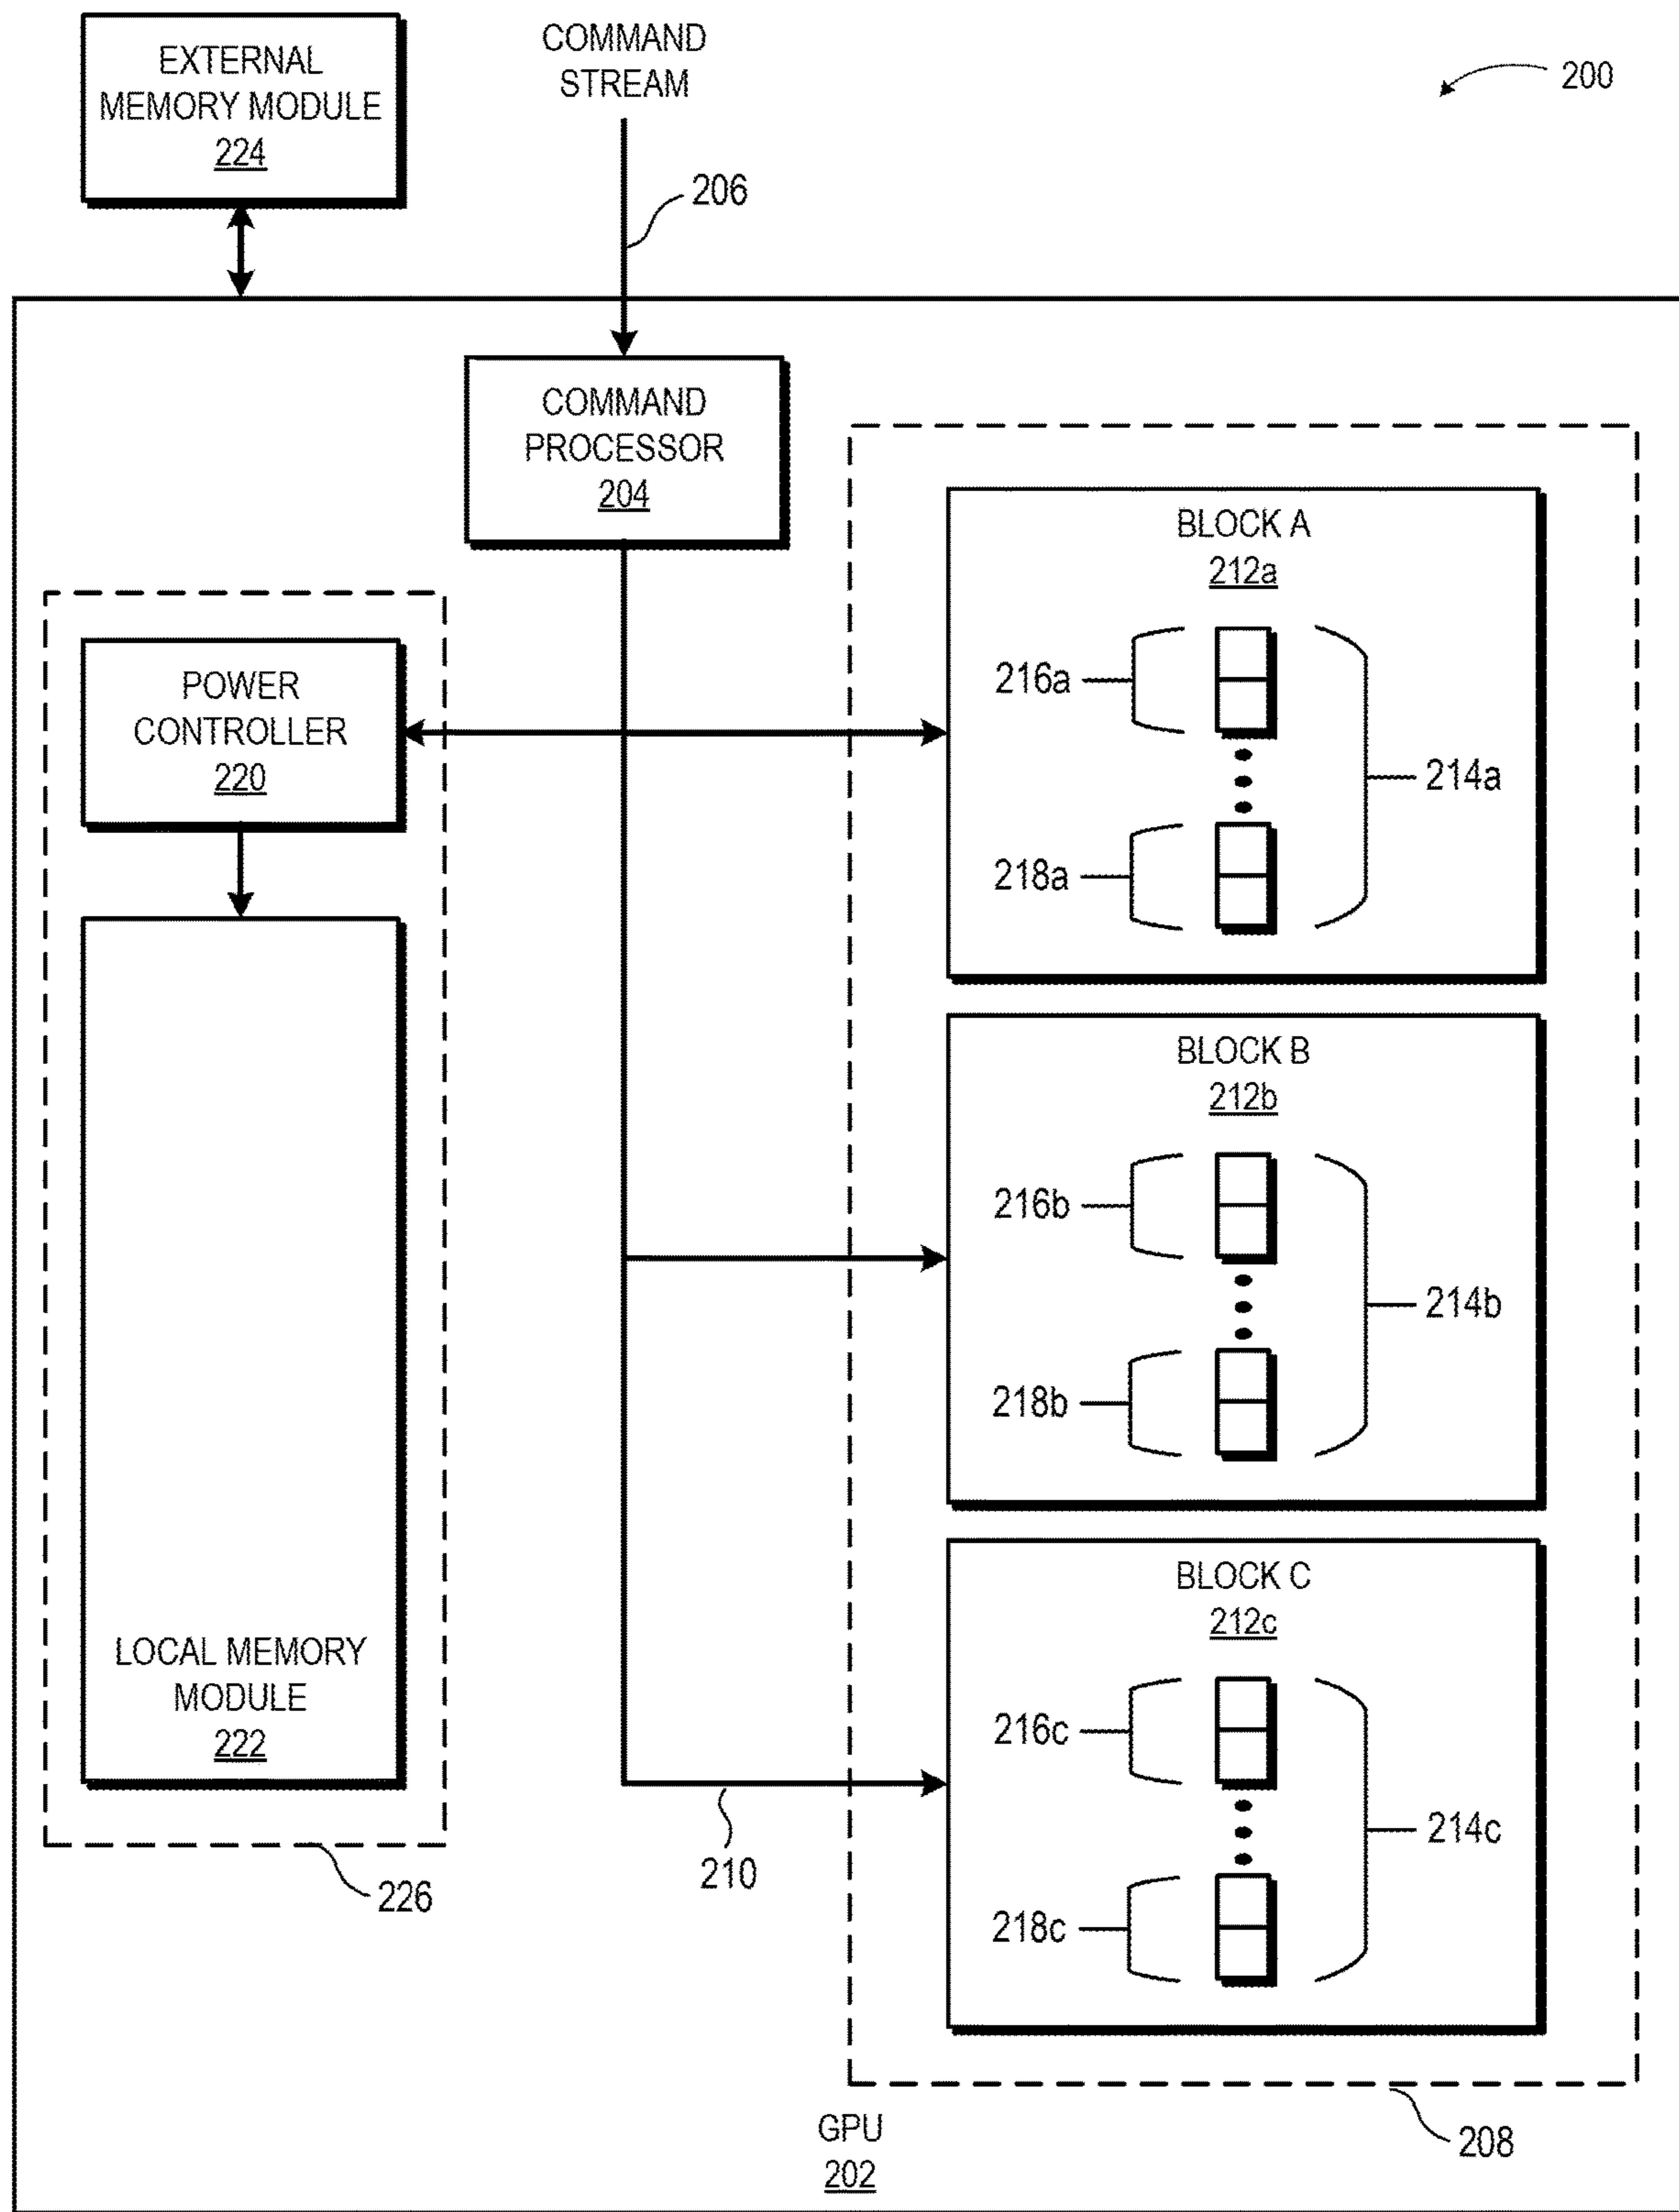 EXTERNAL
MEMORY MODULE
224
COMMAND
STREAM
200
206
COMMAND
PROCESSOR
204
POWER
CONTROLLER
220
BLOCK A
212a
216a
214a
218a
BLOCK B
212b
216b
214b
218b
LOCAL MEMORY
MODULE
222
BLOCK C
212c
216c
214c
218c
210
226
GPU
202
208